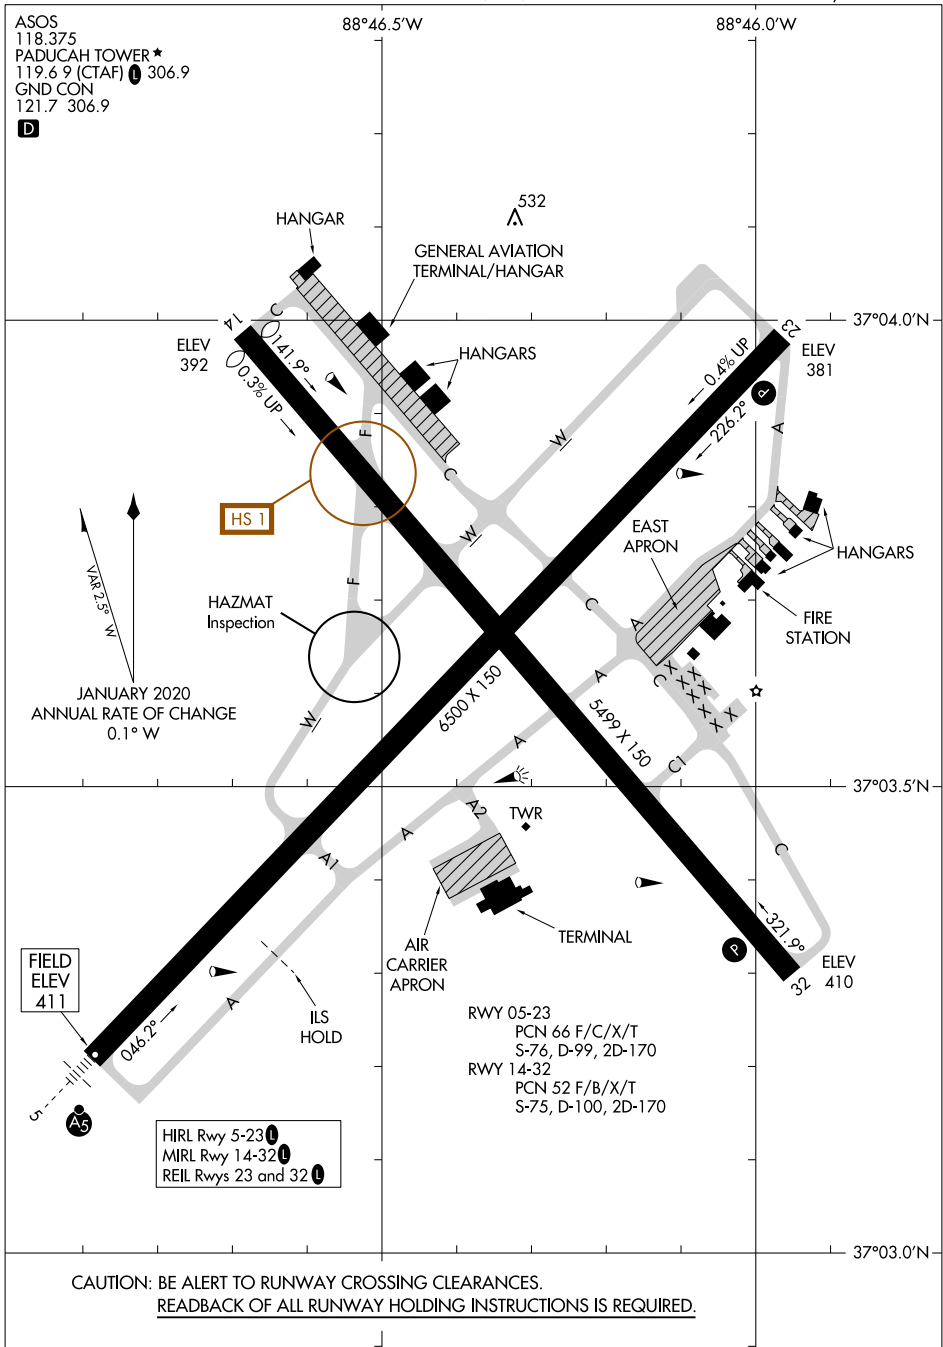 ASOS
118.375
PADUCAH TOWER★
119.6 9 (CTAF) L 306.9
GND CON
121.7 306.9
D
88°46.5'W
88°46.0'W
532
HANGAR
GENERAL AVIATION
TERMINAL/HANGAR
37°04.0'N
14
C
23
ELEV
392
141.9°
0.3% UP
HANGARS
0.4% UP
ELEV
381
P
226.2°
F
W
A
C
HS 1
W
EAST
APRON
HANGARS
VAR 2.5° W
F
HAZMAT
Inspection
C
A
FIRE
STATION
JANUARY 2020
ANNUAL RATE OF CHANGE
0.1° W
A
C
X X X X X X X X X X
W
6500 X 150
5499 X 150
A
C1
37°03.5'N
A2
TWR
A
A1
C
AIR
CARRIER
APRON
TERMINAL
321.9°
P
ELEV
410
32
FIELD
ELEV
411
A
ILS
HOLD
046.2°
RWY 05-23
PCN 66 F/C/X/T
S-76, D-99, 2D-170
RWY 14-32
PCN 52 F/B/X/T
S-75, D-100, 2D-170
5
A5
HIRL Rwy 5-23 L
MIRL Rwy 14-32 L
REIL Rwys 23 and 32 L
37°03.0'N
CAUTION: BE ALERT TO RUNWAY CROSSING CLEARANCES.
READBACK OF ALL RUNWAY HOLDING INSTRUCTIONS IS REQUIRED.